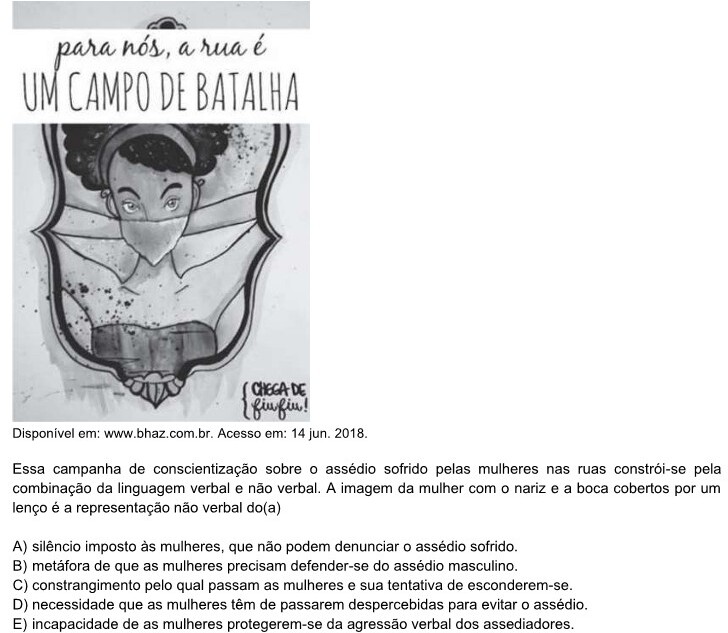 para nós, a rua é
UM CAMPO DE BATALHA
{ CHEGA DE
fiufiu!
Disponível em: www.bhaz.com.br. Acesso em: 14 jun. 2018.
Essa campanha de conscientização sobre o assédio sofrido pelas mulheres nas ruas constrói-se pela
combinação da linguagem verbal e não verbal. A imagem da mulher com o nariz e a boca cobertos por um
lenço é a representação não verbal do(a)
A) silêncio imposto às mulheres, que não podem denunciar o assédio sofrido.
B) metáfora de que as mulheres precisam defender-se do assédio masculino.
C) constrangimento pelo qual passam as mulheres e sua tentativa de esconderem-se.
D) necessidade que as mulheres têm de passarem despercebidas para evitar o assédio.
E) incapacidade de as mulheres protegerem-se da agressão verbal dos assediadores.